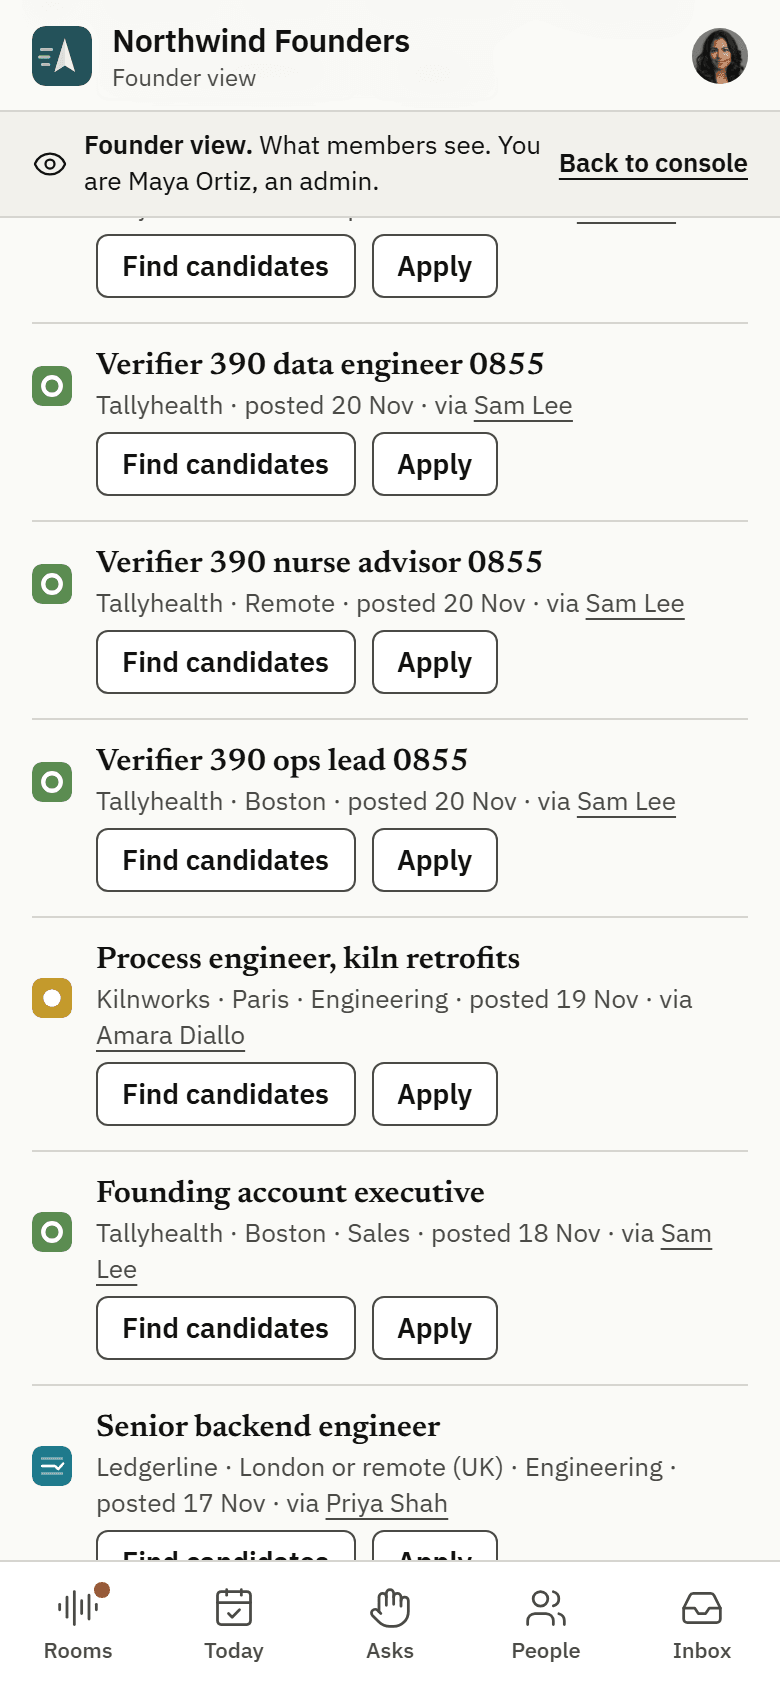 Northwind Founders
Founder view
Founder view. What members see. You
are Maya Ortiz, an admin.
Back to console
Find candidates
Apply
Verifier 390 data engineer 0855
Tallyhealth · posted 20 Nov · via Sam Lee
Find candidates
Apply
Verifier 390 nurse advisor 0855
Tallyhealth · Remote · posted 20 Nov · via Sam Lee
Find candidates
Apply
Verifier 390 ops lead 0855
Tallyhealth · Boston · posted 20 Nov · via Sam Lee
Find candidates
Apply
Process engineer, kiln retrofits
Kilnworks · Paris · Engineering · posted 19 Nov · via
Amara Diallo
Find candidates
Apply
Founding account executive
Tallyhealth · Boston · Sales · posted 18 Nov · via Sam
Lee
Find candidates
Apply
Senior backend engineer
Ledgerline · London or remote (UK) · Engineering ·
posted 17 Nov · via Priya Shah
Find candidates
Apply
Rooms
Today
Asks
People
Inbox